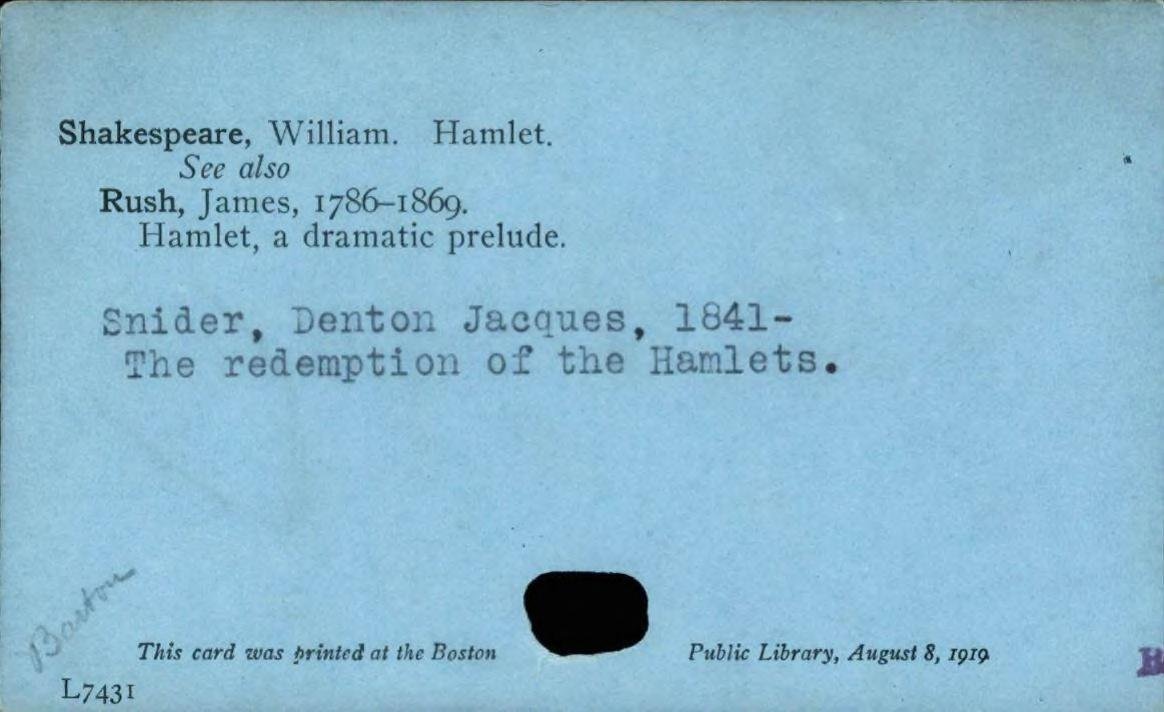 Shakespeare, William. Hamlet.
See also
Rush, James, 1786–1869.
Hamlet, a dramatic prelude.
Snider, Denton Jacques, 1841-
The redemption of the Hamlets.
Barton
This card was printed at the Boston Public Library, August 8, 1919
L7431